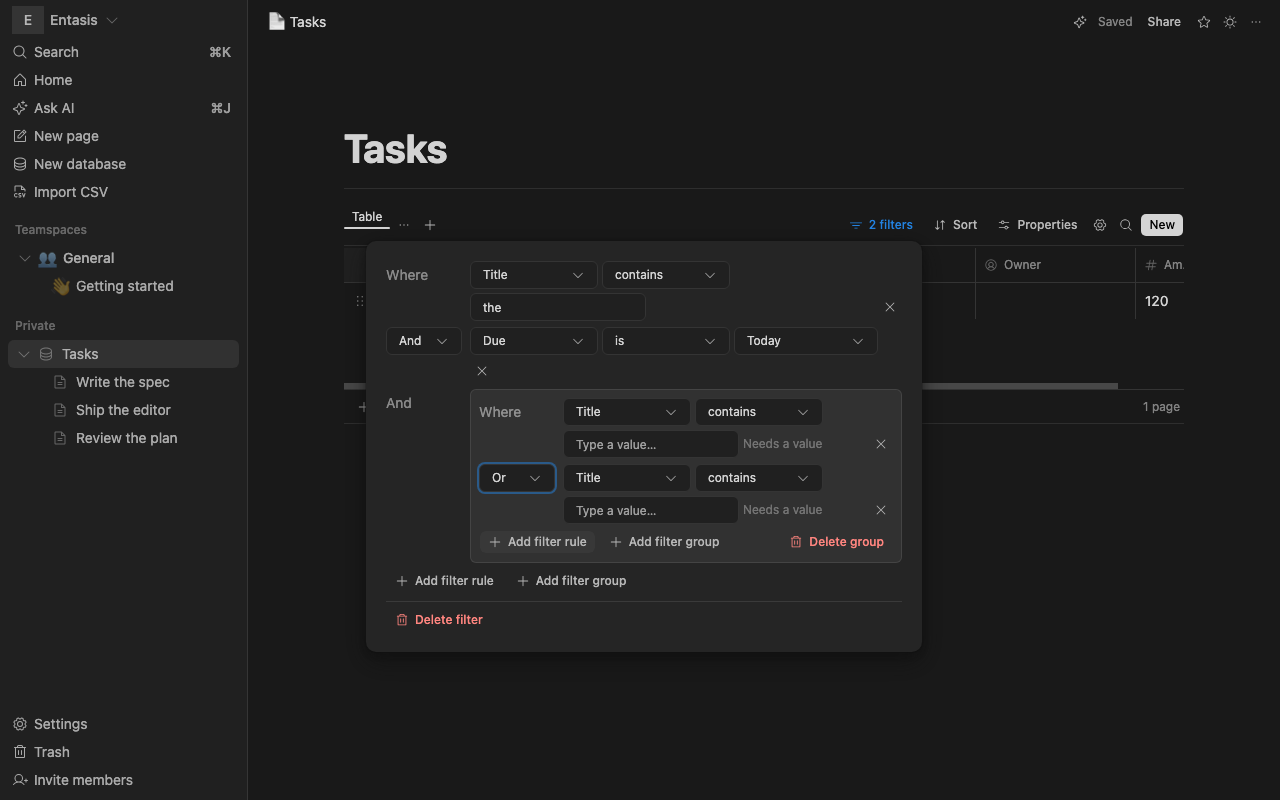 E Entasis
Search ⌘K
Home
Ask AI ⌘J
New page
New database
Import CSV
Teamspaces
General
Getting started
Private
Tasks
Write the spec
Ship the editor
Review the plan
Settings
Trash
Invite members
Tasks
Saved Share
Tasks
Table
2 filters Sort Properties New
Owner # Am
120
1 page
Where Title contains
the
And Due is Today
And
Where Title contains
Type a value... Needs a value
Or Title contains
Type a value... Needs a value
Add filter rule Add filter group Delete group
Add filter rule Add filter group
Delete filter